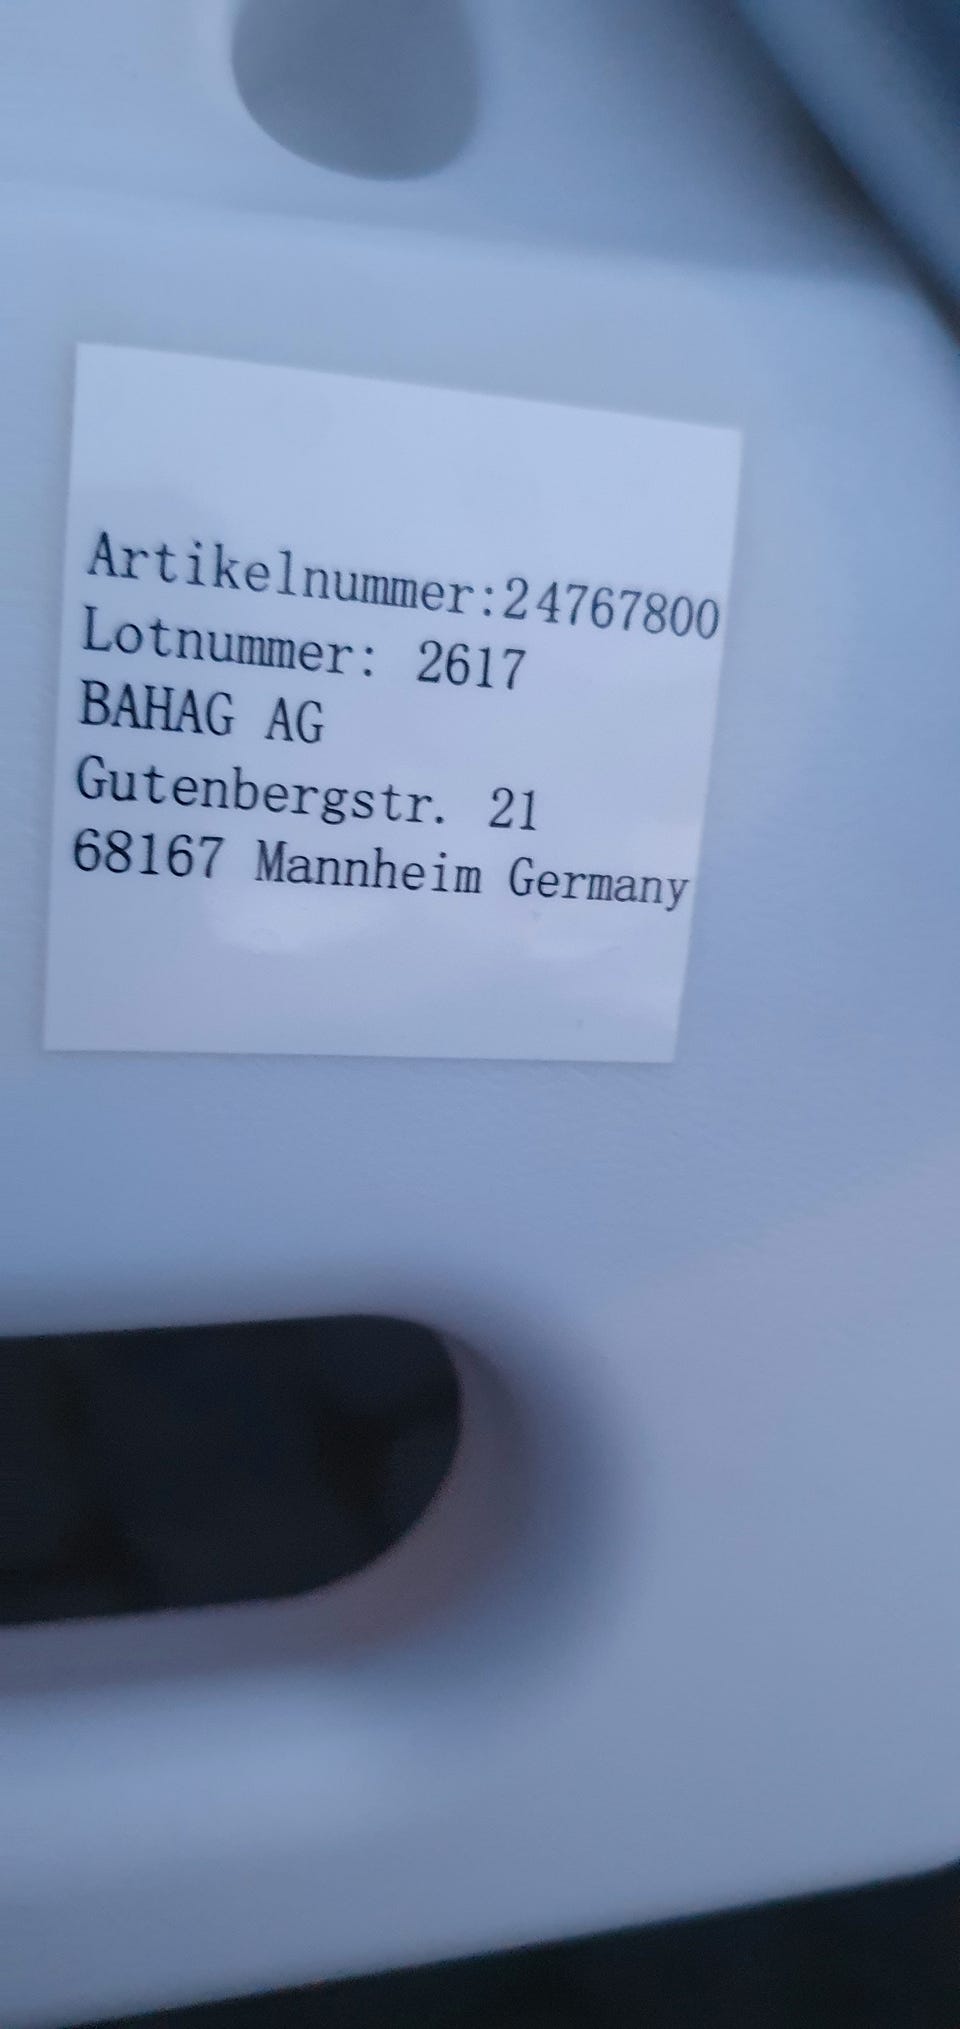 Artikelnummer:24767800
Lotnummer: 2617
BAHAG AG
Gutenbergstr. 21
68167 Mannheim Germany